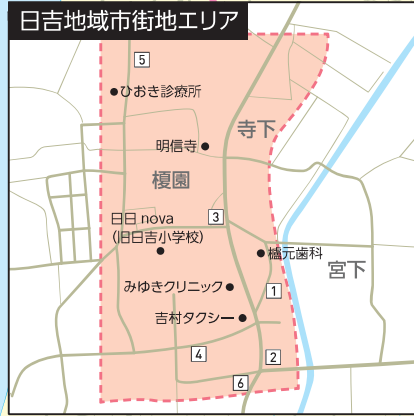 日吉地域市街地エリア
5
ひおき診療所
寺下
明信寺
榎園
3
日日 nova
(旧日吉小学校)
樨元歯科
宮下
みゆきクリニック
1
吉村タクシー
4
2
6